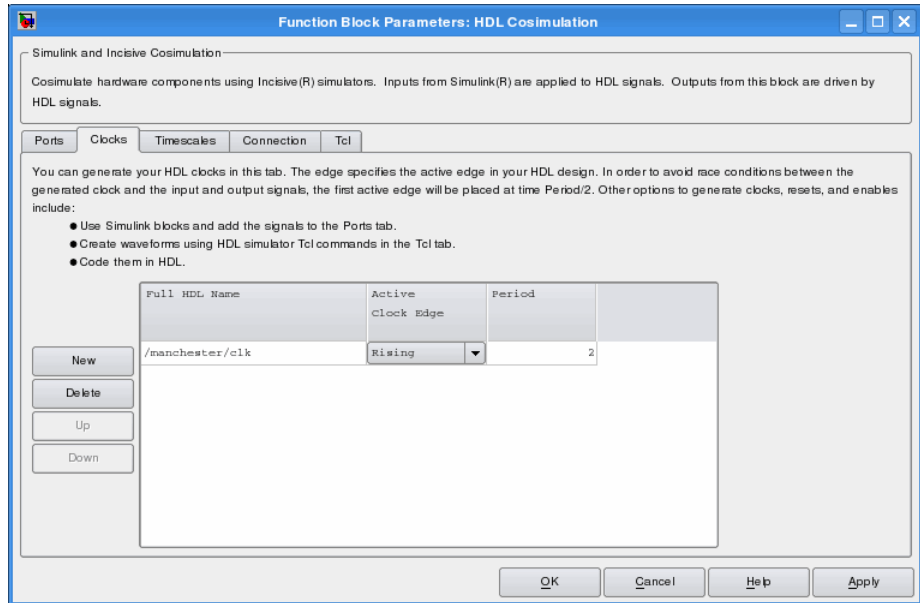 Function Block Parameters: HDL Cosimulation
Simulink and Incisive Cosimulation
Cosimulate hardware components using Incisive(R) simulators. Inputs from Simulink(R) are applied to HDL signals. Outputs from this block are driven by
HDL signals.
Ports Clocks Timescales Connection Tcl
You can generate your HDL clocks in this tab. The edge specifies the active edge in your HDL design. In order to avoid race conditions between the
generated clock and the input and output signals, the first active edge will be placed at time Period/2. Other options to generate clocks, resets, and enables
include:
● Use Simulink blocks and add the signals to the Ports tab.
● Create waveforms using HDL simulator Tcl commands in the Tcl tab.
● Code them in HDL.
Full HDL Name Active Period
Clock Edge
/manchester/clk Rising 2
New
Delete
Up
Down
OK Cancel Help Apply